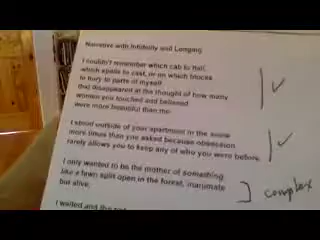 Narrative with Infidelity and Longing
I couldn't remember which cab to hail,
which spells to cast, or on which blocks
to bury to parts of myself
that disappeared at the thought of how many
women you touched and believed
were more beautiful than me.
I stood outside of your apartment in the snow
more times than you asked because obsession
rarely allows you to keep any of who you were before.
I only wanted to be the mother of something
like a fawn split open in the forest, inanimate
but alive.
complex
I waited and the